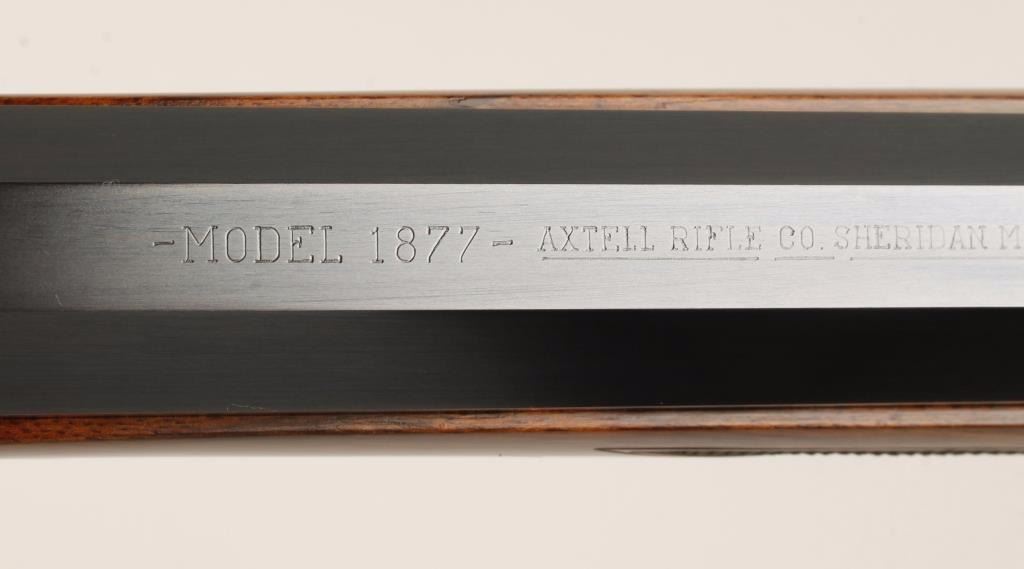 -MODEL 1877- AXTELL RIFLE CO. SHERIDAN M